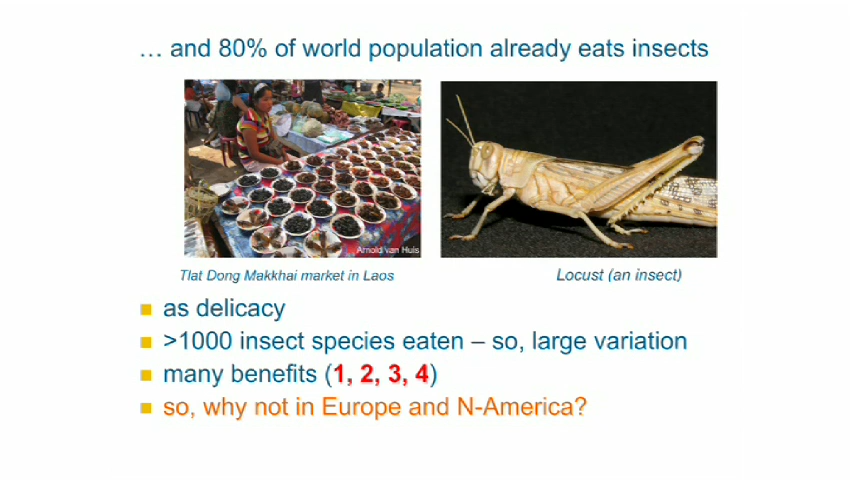 ... and 80% of world population already eats insects
Arnold van Huis
Tlat Dong Makkhai market in Laos
Locust (an insect)
as delicacy
>1000 insect species eaten – so, large variation
many benefits (1, 2, 3, 4)
so, why not in Europe and N-America?